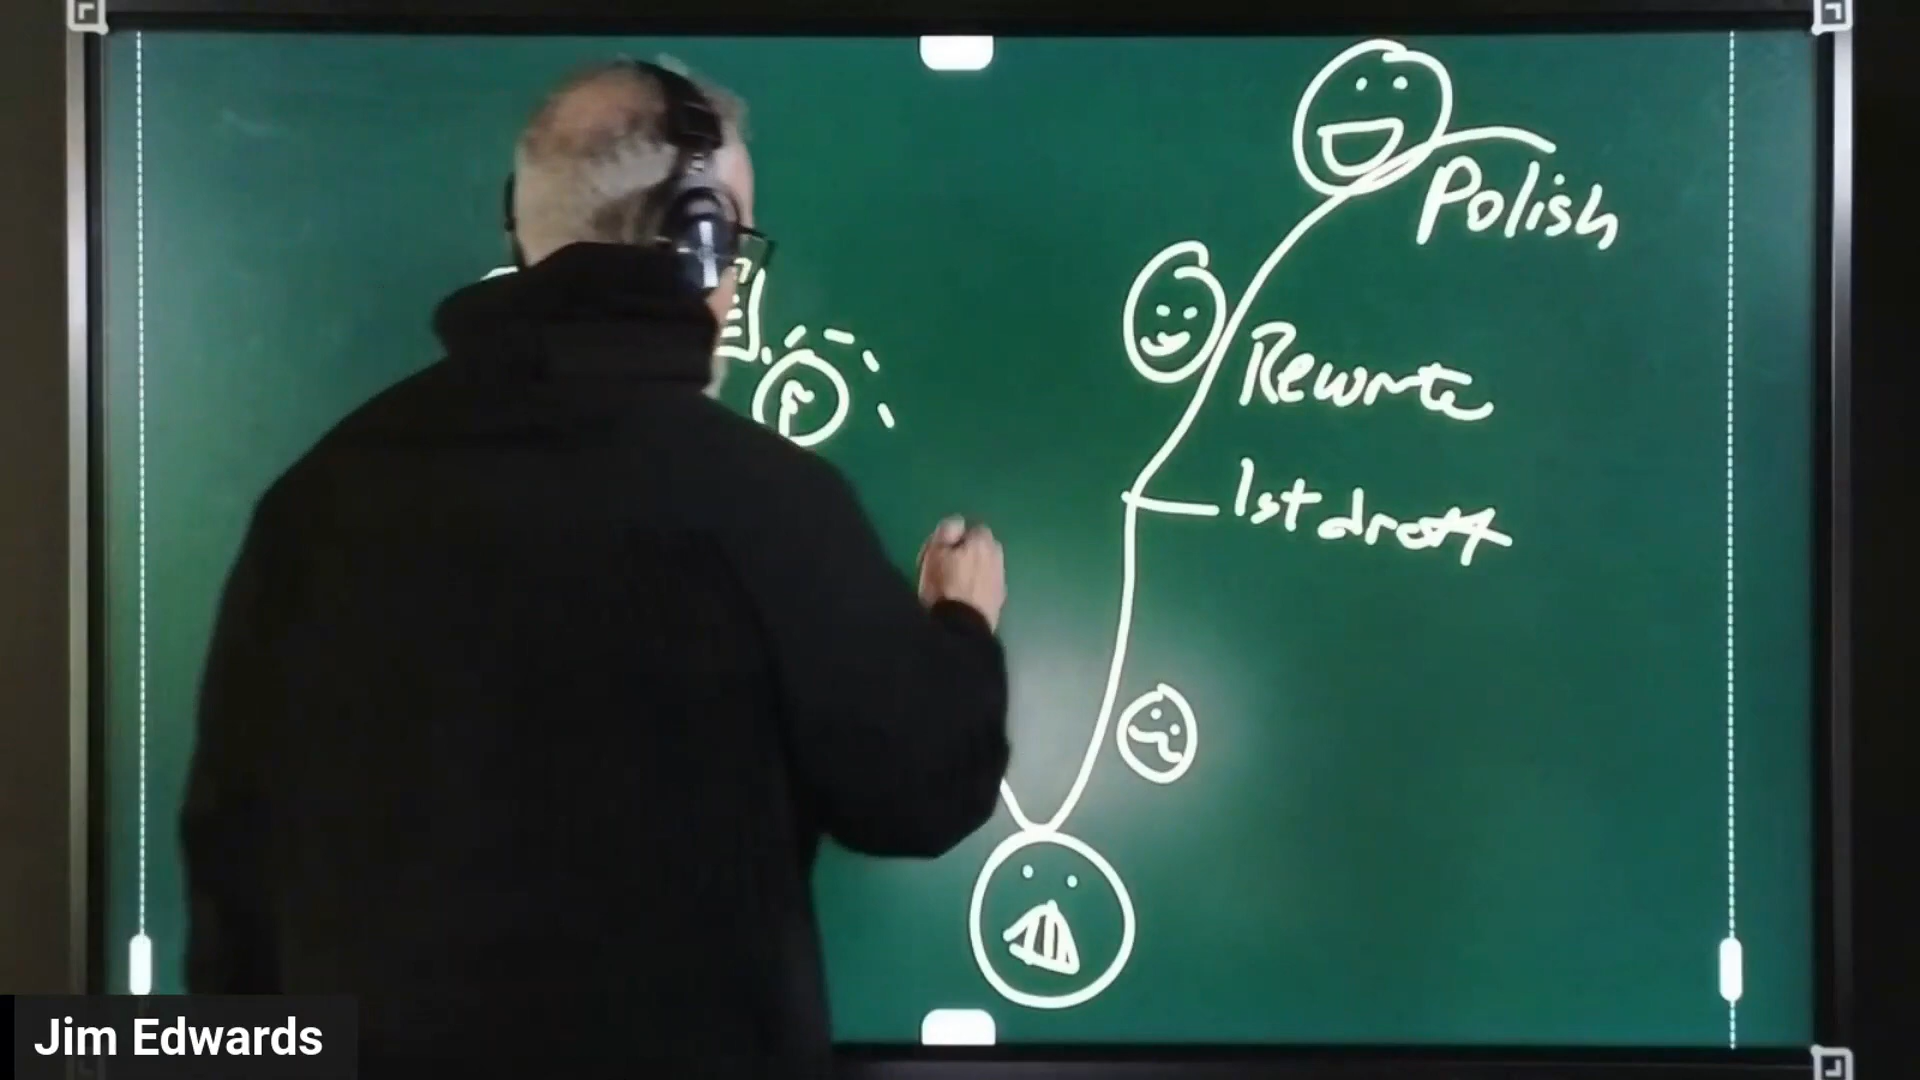 Polish
Rewrite
1st draft
F
Jim Edwards